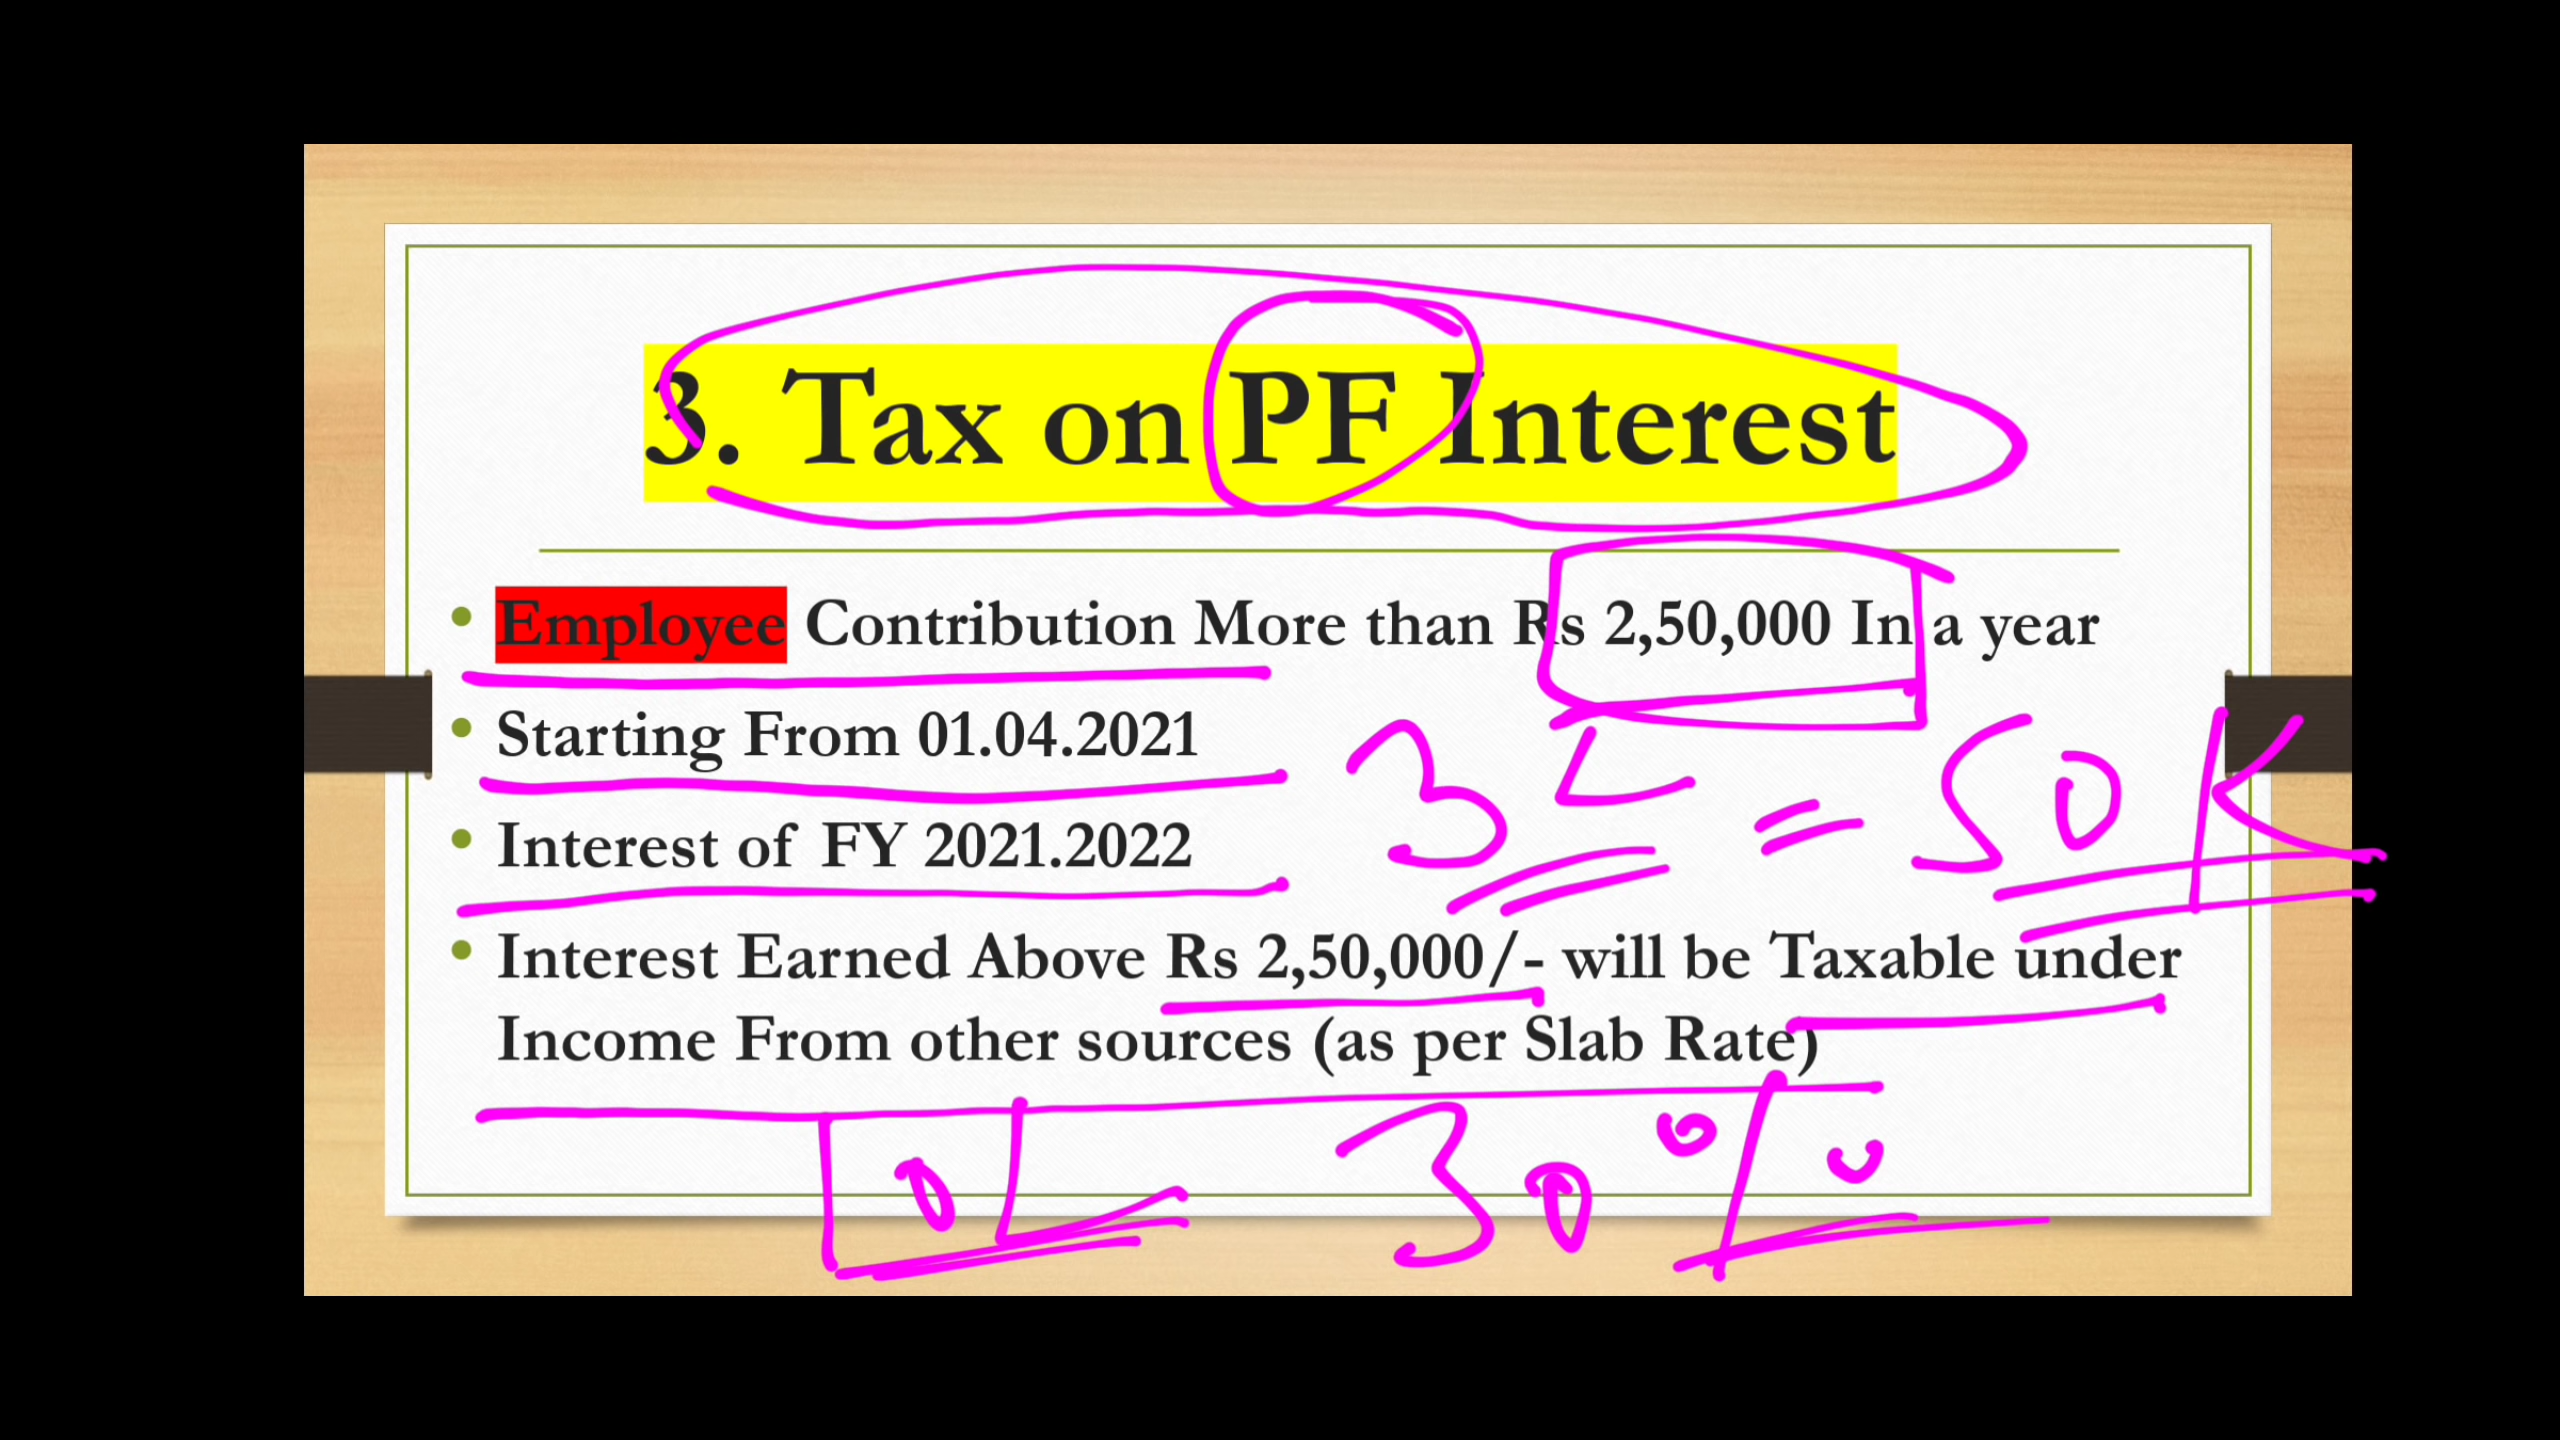 3. Tax on PF Interest
• Employee Contribution More than Rs 2,50,000 In a year
• Starting From 01.04.2021
3L = 50K
• Interest of FY 2021.2022
• Interest Earned Above Rs 2,50,000/- will be Taxable under
Income From other sources (as per Slab Rate)
10L 30%